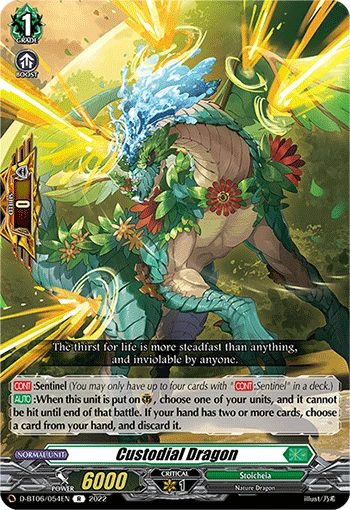 1
GRADE
BOOST
0
SHIELD
The thirst for life is more steadfast than anything,
and inviolable by anyone.
CONT:Sentinel (You may only have up to four cards with "CONT:Sentinel" in a deck.)
AUTO:When this unit is put on G, choose one of your units, and it cannot
be hit until end of that battle. If your hand has two or more cards, choose
a card from your hand, and discard it.
NORMAL UNIT
Custodial Dragon
POWER 6000
CRITICAL
1
Stoicheia
Nature Dragon
D-BT06/054EN R 2022
illust/乃希